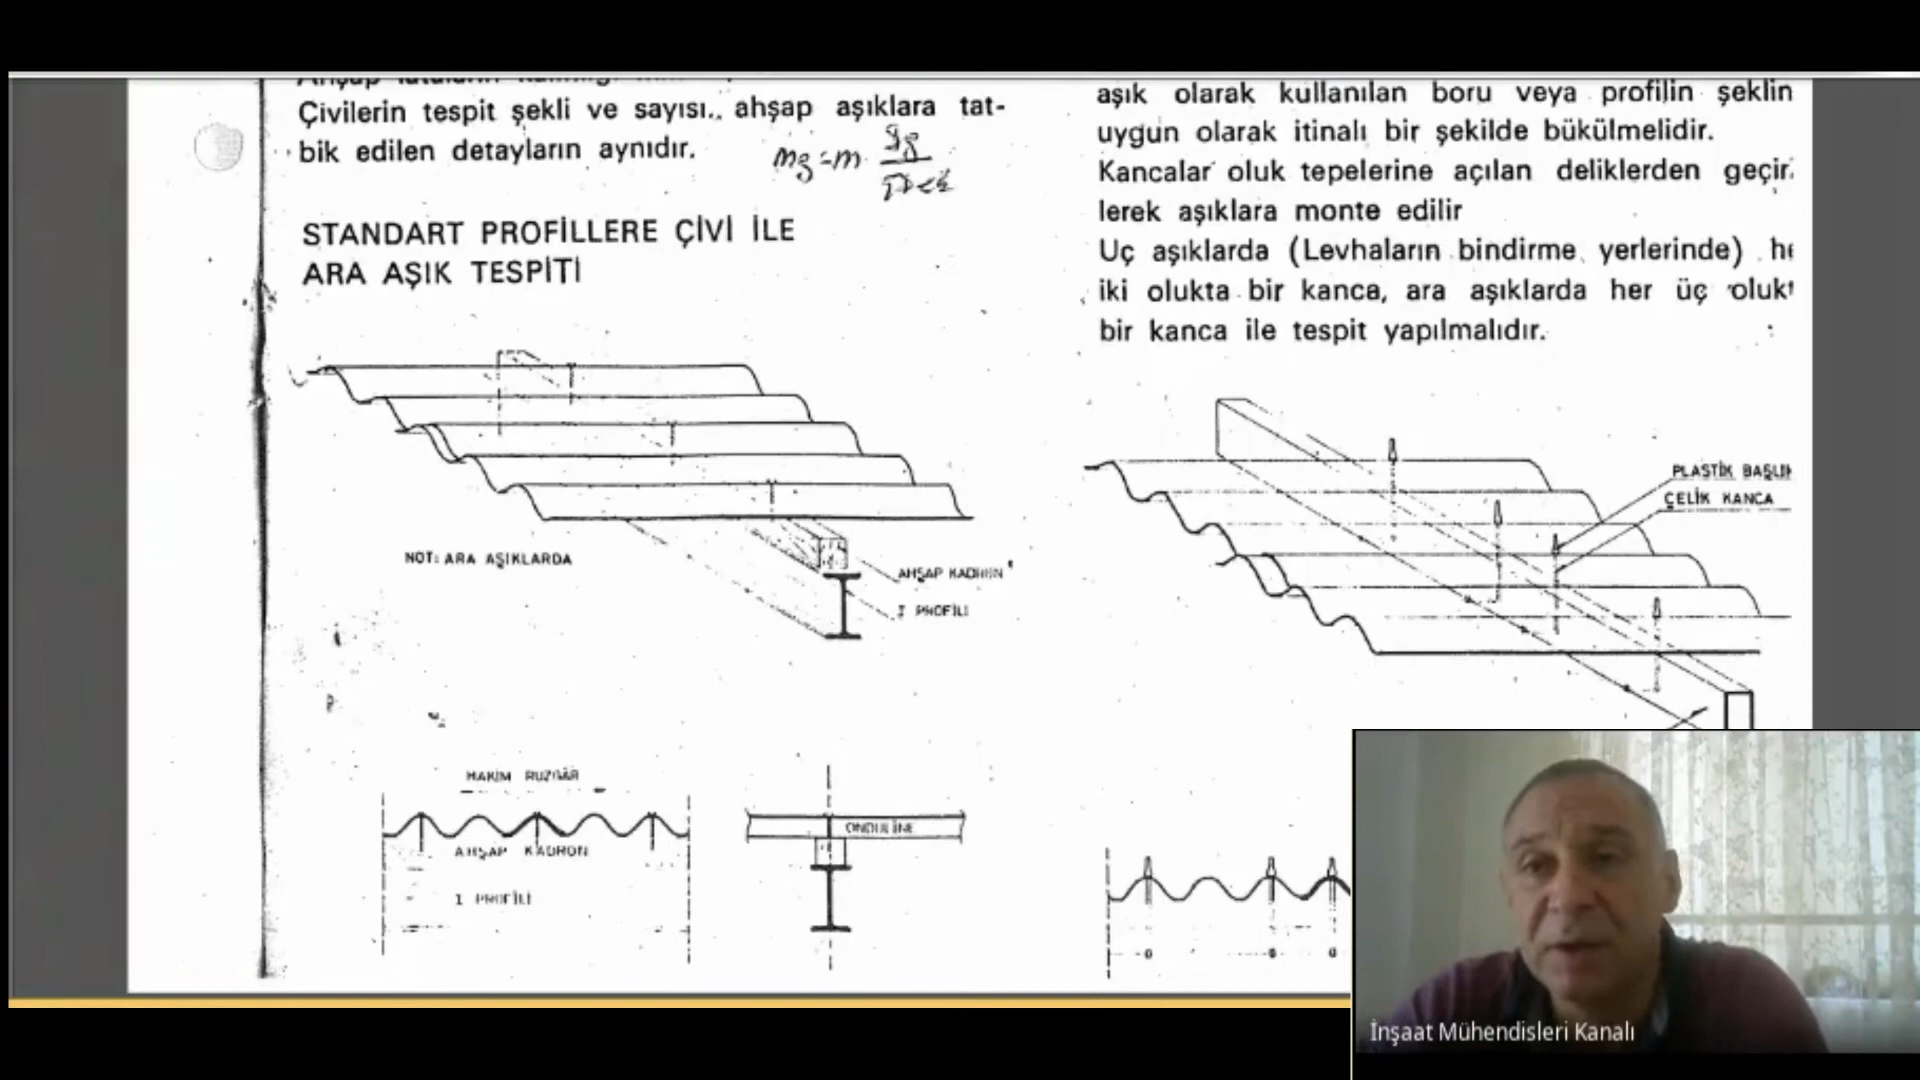 Çivilerin tespit şekli ve sayısı., ahşap aşıklara tat-
bik edilen detayların aynıdır.
STANDART PROFİLLERE ÇİVİ İLE
ARA AŞIK TESPİTİ
NOT: ARA AŞIKLARDA
AHŞAP KADRON
I PROFİLİ
HAKİM RUZGÂR
AHŞAP KADRON
I PROFİLİ
ONDULİNE
aşık olarak kullanılan boru veya profilin şeklin
uygun olarak itinalı bir şekilde bükülmelidir.
Kancalar oluk tepelerine açılan deliklerden geçir
lerek aşıklara monte edilir
Uç aşıklarda (Levhaların bindirme yerlerinde) he
iki olukta bir kanca, ara aşıklarda her üç olukt
bir kanca ile tespit yapılmalıdır.
PLASTİK BAŞLI
ÇELİK KANCA
İnşaat Mühendisleri Kanalı